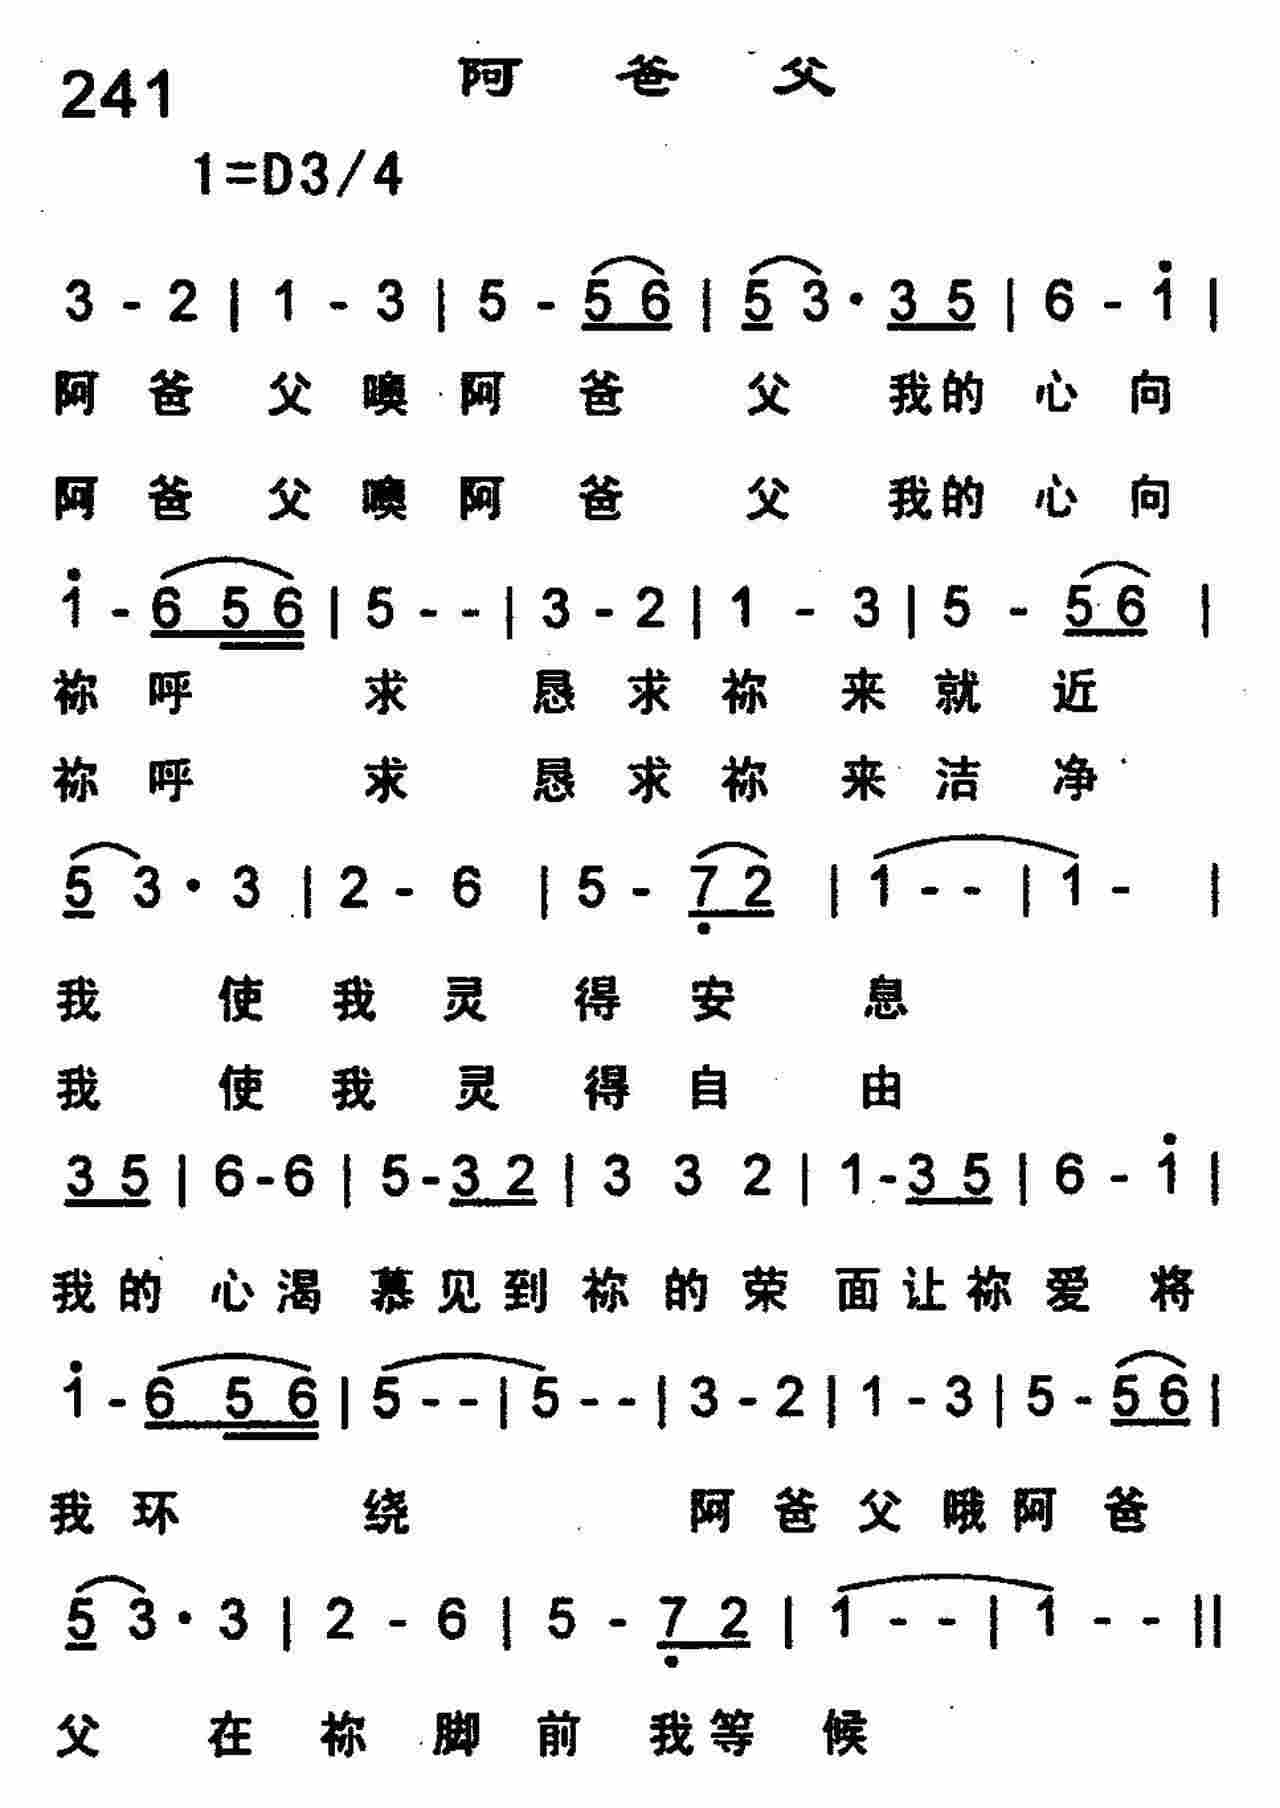 241 阿爸父
1=D3/4
3 - 2 | 1 - 3 | 5 - 5 6 | 5 3 · 3 5 | 6 - 1 |
阿爸父噢阿爸父我的心向
阿爸父噢阿爸父我的心向
1 - 6 5 6 | 5 - - | 3 - 2 | 1 - 3 | 5 - 5 6 |
祢呼求恳求祢来就近
祢呼求恳求祢来洁净
5 3 · 3 | 2 - 6 | 5 - 7 2 | 1 - - | 1 - |
我使我灵得安息
我使我灵得自由
3 5 | 6 - 6 | 5 - 3 2 | 3 3 2 | 1 - 3 5 | 6 - 1 |
我的心渴慕见到祢的荣面让祢爱将
1 - 6 5 6 | 5 - - | 5 - - | 3 - 2 | 1 - 3 | 5 - 5 6 |
我环绕阿爸父哦阿爸
5 3 · 3 | 2 - 6 | 5 - 7 2 | 1 - - | 1 - - ||
父在祢脚前我等候